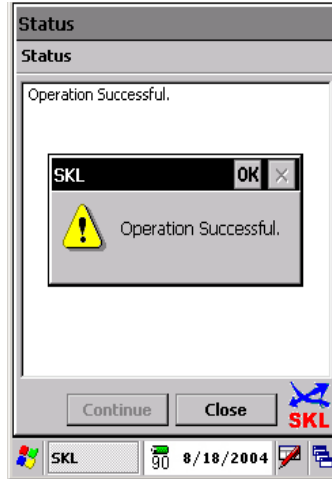 Status
Status
Operation Successful.
SKL OK
Operation Successful.
Continue Close
SKL
SKL 90 8/18/2004